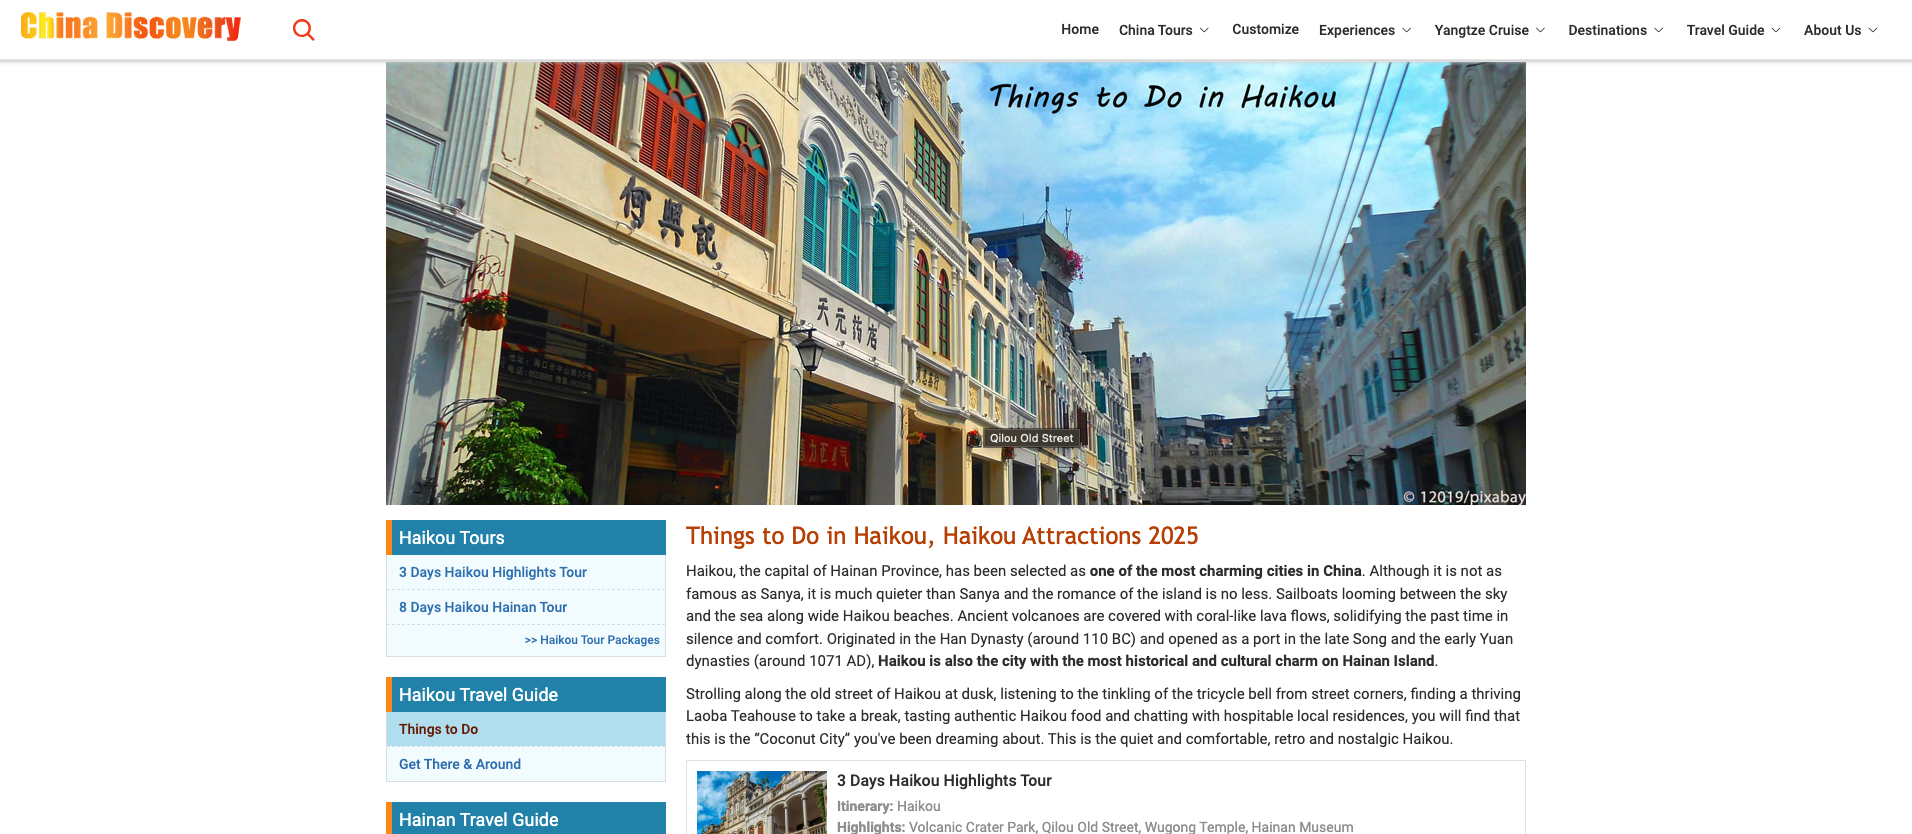 China Discovery
Home China Tours Customize Experiences Yangtze Cruise Destinations Travel Guide About Us
Things to Do in Haikou
何興記
天元药店
Qilou Old Street
© 12019/pixabay
Haikou Tours
3 Days Haikou Highlights Tour
8 Days Haikou Hainan Tour
>> Haikou Tour Packages
Haikou Travel Guide
Things to Do
Get There & Around
Hainan Travel Guide
Things to Do in Haikou, Haikou Attractions 2025
Haikou, the capital of Hainan Province, has been selected as one of the most charming cities in China. Although it is not as
famous as Sanya, it is much quieter than Sanya and the romance of the island is no less. Sailboats looming between the sky
and the sea along wide Haikou beaches. Ancient volcanoes are covered with coral-like lava flows, solidifying the past time in
silence and comfort. Originated in the Han Dynasty (around 110 BC) and opened as a port in the late Song and the early Yuan
dynasties (around 1071 AD), Haikou is also the city with the most historical and cultural charm on Hainan Island.
Strolling along the old street of Haikou at dusk, listening to the tinkling of the tricycle bell from street corners, finding a thriving
Laoba Teahouse to take a break, tasting authentic Haikou food and chatting with hospitable local residences, you will find that
this is the “Coconut City” you've been dreaming about. This is the quiet and comfortable, retro and nostalgic Haikou.
3 Days Haikou Highlights Tour
Itinerary: Haikou
Highlights: Volcanic Crater Park, Qilou Old Street, Wugong Temple, Hainan Museum